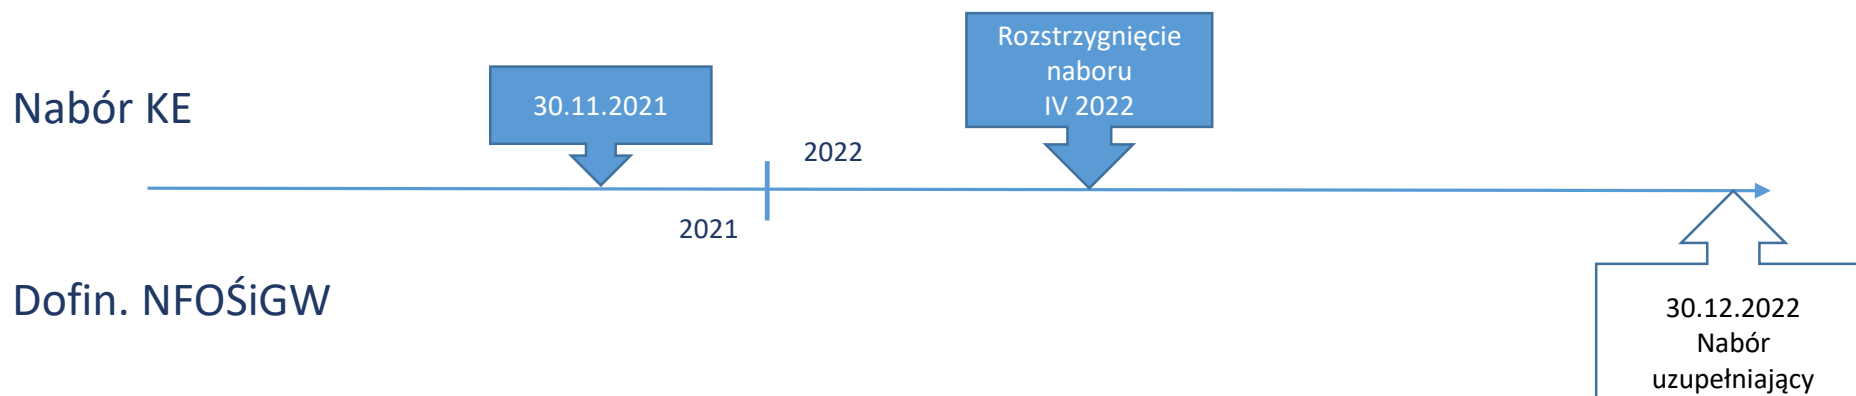 Nabór KE
30.11.2021
Rozstrzygnięcie
naboru
IV 2022
2022
2021
Dofin. NFOŚiGW
30.12.2022
Nabór
uzupełniający